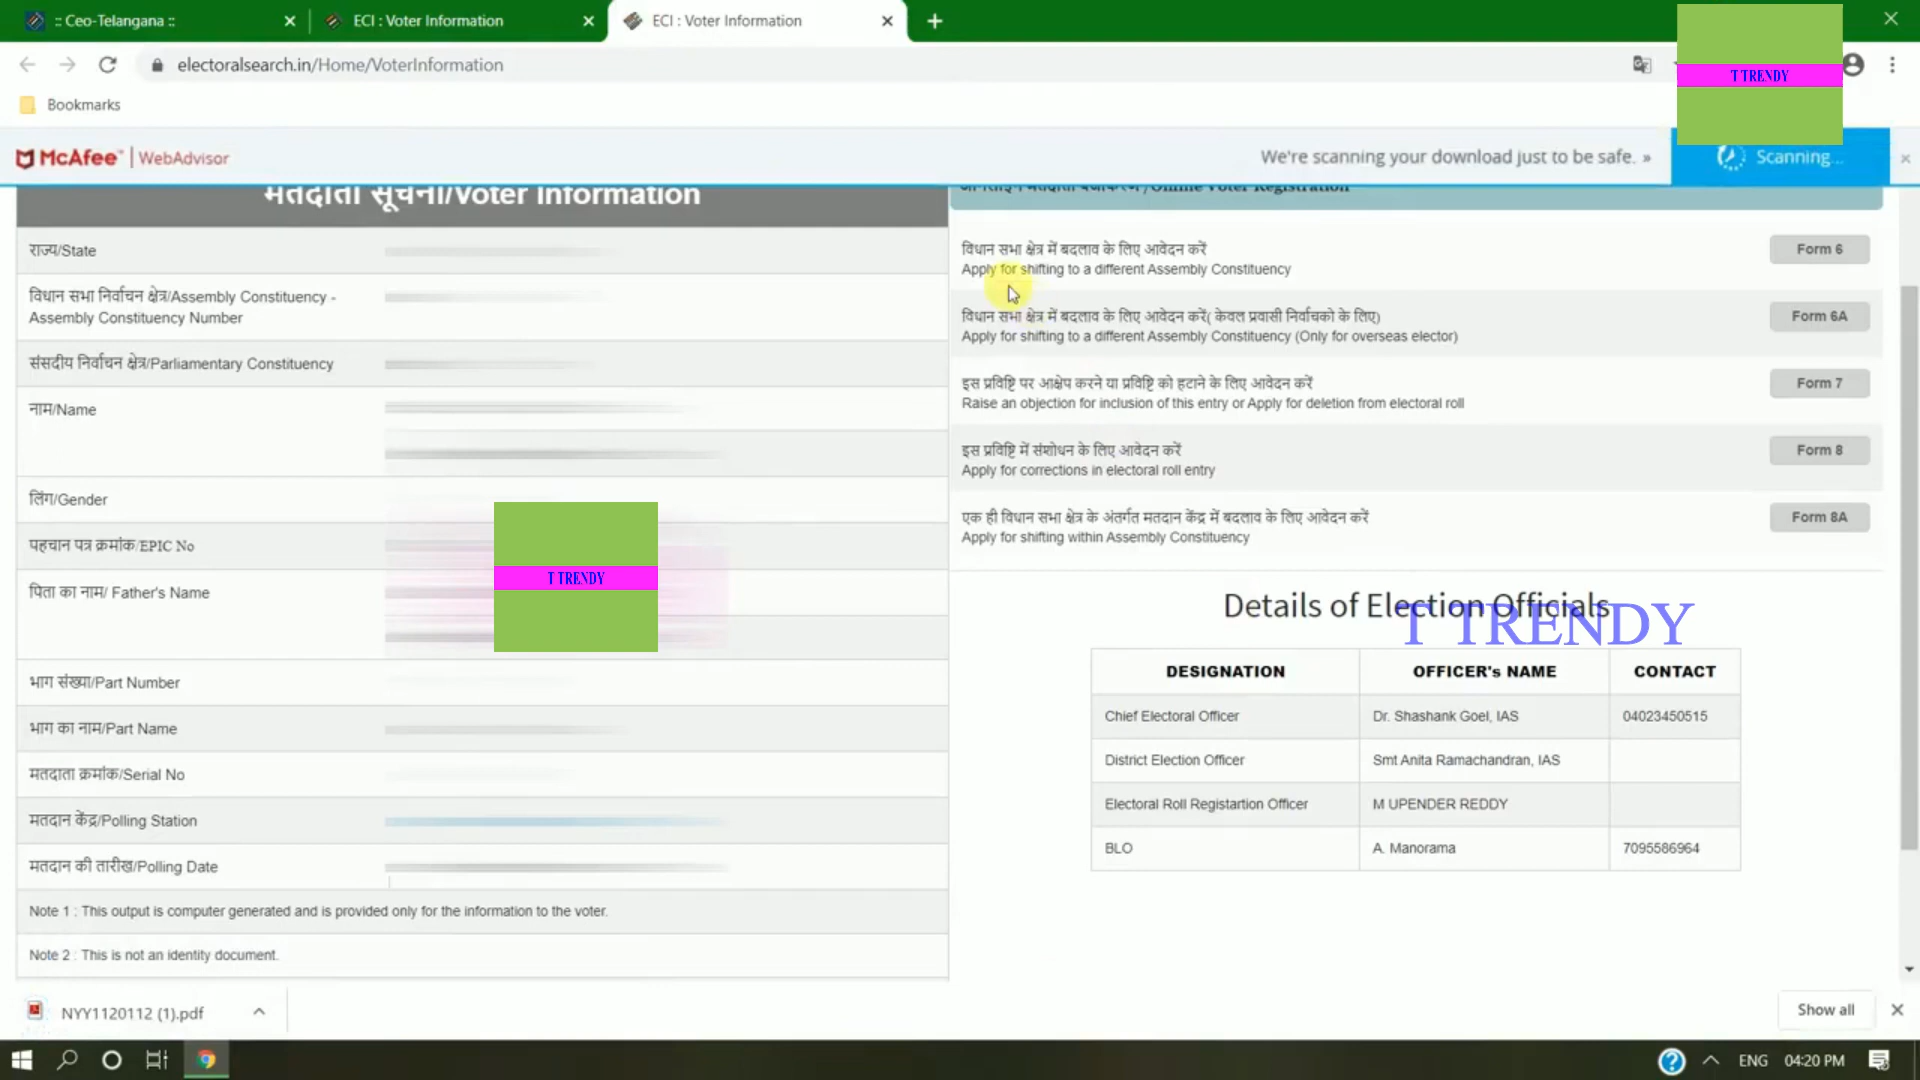 :: Ceo-Telangana ::
ECI : Voter Information
ECI : Voter Information
electoralsearch.in/Home/VoterInformation
T TRENDY
Bookmarks
McAfee™ | WebAdvisor
We're scanning your download just to be safe. »
Scanning...
मतदाता सूचना/Voter Information
राज्य/State
विधान सभा निर्वाचन क्षेत्र/Assembly Constituency -
Assembly Constituency Number
संसदीय निर्वाचन क्षेत्र/Parliamentary Constituency
नाम/Name
लिंग/Gender
पहचान पत्र क्रमांक/EPIC No
पिता का नाम/ Father's Name
T TRENDY
भाग संख्या/Part Number
भाग का नाम/Part Name
मतदाता क्रमांक/Serial No
मतदान केंद्र/Polling Station
मतदान की तारीख/Polling Date
Note 1 : This output is computer generated and is provided only for the information to the voter.
Note 2 : This is not an identity document.
/Online Voter Registration
विधान सभा क्षेत्र में बदलाव के लिए आवेदन करें
Apply for shifting to a different Assembly Constituency
Form 6
विधान सभा क्षेत्र में बदलाव के लिए आवेदन करें( केवल प्रवासी निर्वाचको के लिए)
Apply for shifting to a different Assembly Constituency (Only for overseas elector)
Form 6A
इस प्रविष्टि पर आक्षेप करने या प्रविष्टि को हटाने के लिए आवेदन करें
Raise an objection for inclusion of this entry or Apply for deletion from electoral roll
Form 7
इस प्रविष्टि में संशोधन के लिए आवेदन करें
Apply for corrections in electoral roll entry
Form 8
एक ही विधान सभा क्षेत्र के अंतर्गत मतदान केंद्र में बदलाव के लिए आवेदन करें
Apply for shifting within Assembly Constituency
Form 8A
Details of Election Officials
T TRENDY
DESIGNATION OFFICER's NAME CONTACT
Chief Electoral Officer Dr. Shashank Goel, IAS 04023450515
District Election Officer Smt Anita Ramachandran, IAS
Electoral Roll Registartion Officer M UPENDER REDDY
BLO A. Manorama 7095586964
NYY1120112 (1).pdf
Show all
ENG 04:20 PM